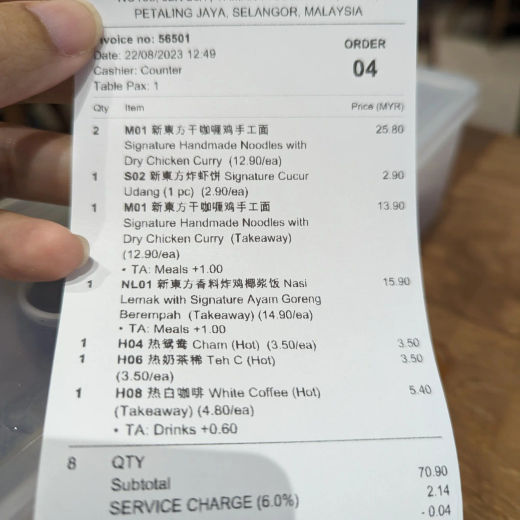 PETALING JAYA, SELANGOR, MALAYSIA
voice no: 56501
ORDER
Date: 22/08/2023 12:49
04
Cashier: Counter
Table Pax: 1
Qty Item Price (MYR)
2 M01 新東方干咖喱鸡手工面 25.80
Signature Handmade Noodles with
Dry Chicken Curry (12.90/ea)
1 S02 新東方炸虾饼 Signature Cucur 2.90
Udang (1 pc) (2.90/ea)
1 M01 新東方干咖喱鸡手工面 13.90
Signature Handmade Noodles with
Dry Chicken Curry (Takeaway)
(12.90/ea)
• TA: Meals +1.00
1 NL01 新東方香料炸鸡椰浆饭 Nasi 15.90
Lemak with Signature Ayam Goreng
Berempah (Takeaway) (14.90/ea)
• TA: Meals +1.00
1 H04 热鸳鸯 Cham (Hot) (3.50/ea) 3.50
1 H06 热奶茶稀 Teh C (Hot) 3.50
(3.50/ea)
1 H08 热白咖啡 White Coffee (Hot) 5.40
(Takeaway) (4.80/ea)
• TA: Drinks +0.60
8 QTY
Subtotal 70.90
SERVICE CHARGE (6.0%) 2.14
- 0.04